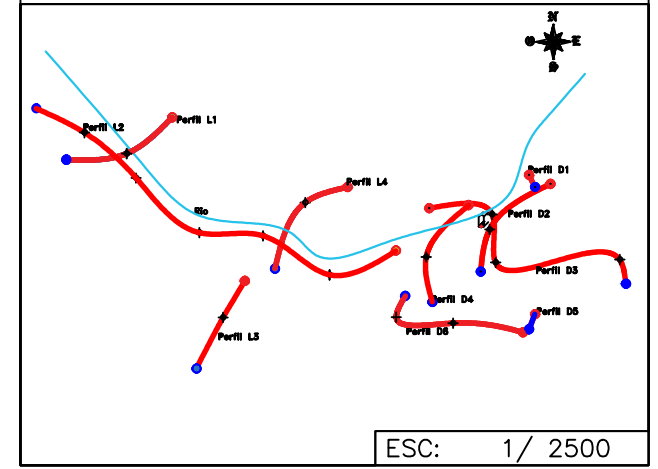 N
E
Perfil L1
Perfil L2
Perfil D1
Perfil L4
Rio
Perfil D2
Perfil D3
Perfil D4
Perfil D5
Perfil D6
Perfil L3
ESC: 1/ 2500